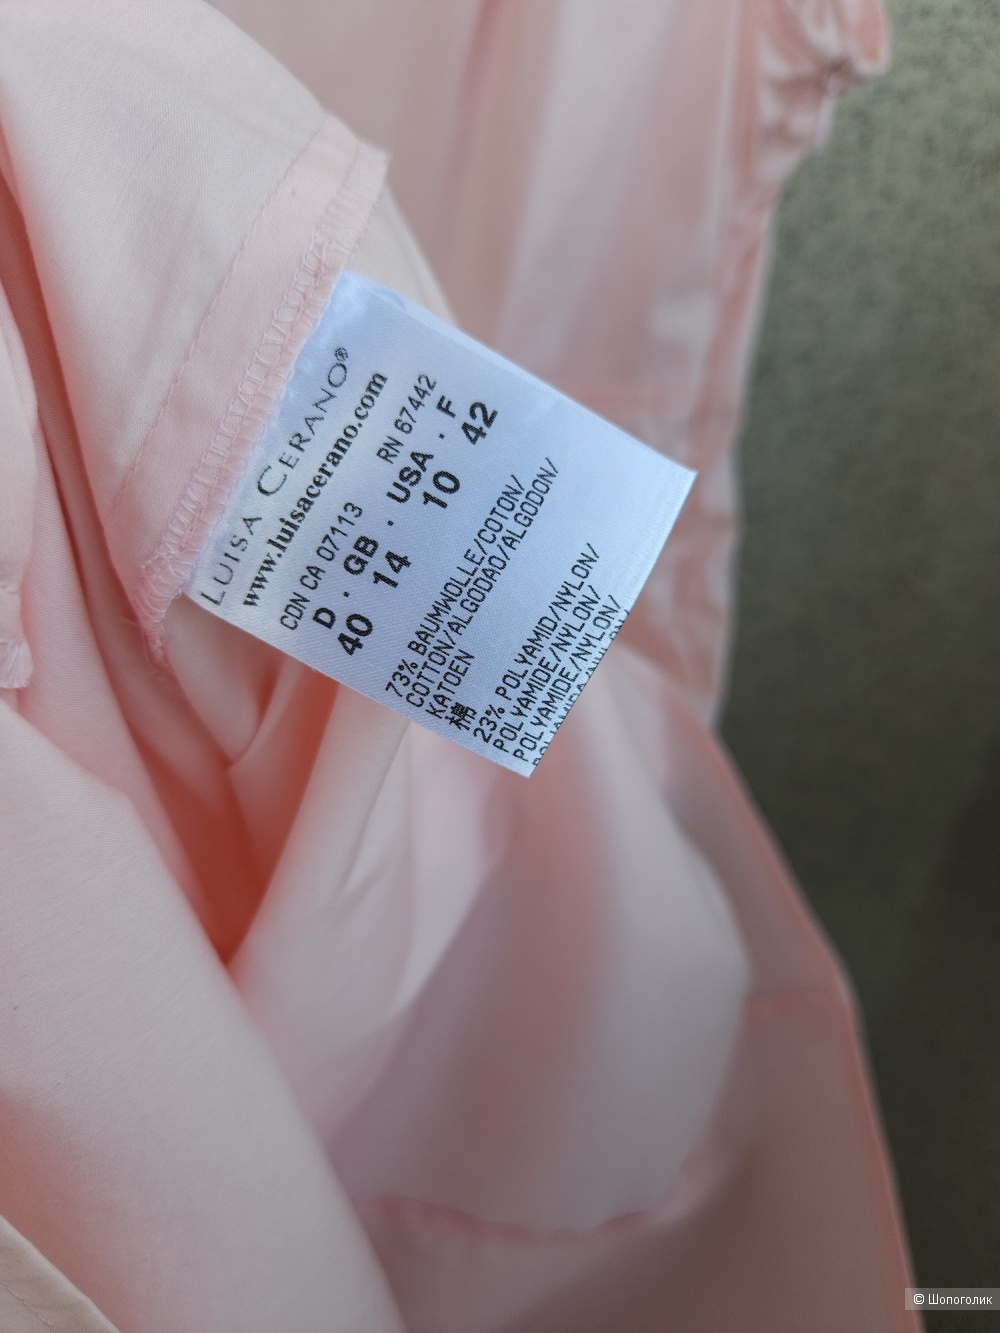 LUISA CERANO®
www.luisacerano.com
CDN CA 07113 RN 67442
D . GB . USA . F
40 14 10 42
73% BAUMWOLLE/COTON/
COTTON/ALGODAO/ALGODON/
KATOEN
棉
23% POLYAMID/NYLON/
POLYAMIDE/NYLON/
POLYAMIDE/NYLON/
© Шопоголик